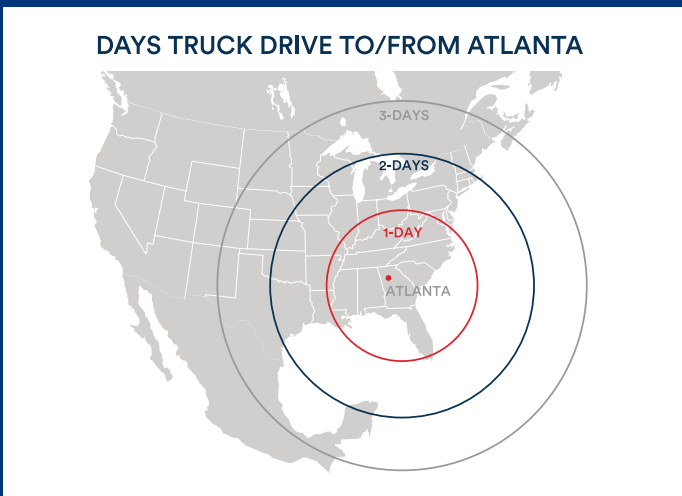 DAYS TRUCK DRIVE TO/FROM ATLANTA
3-DAYS
2-DAYS
1-DAY
ATLANTA